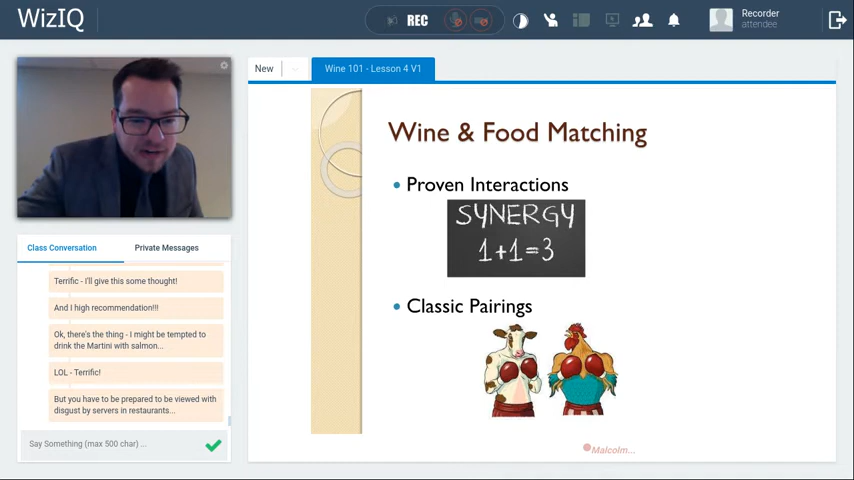 WizIQ
REC
Recorder
attendee
New
Wine 101 - Lesson 4 V1
Class Conversation
Private Messages
Terrific - I'll give this some thought!
And I high recommendation!!!
Ok, there's the thing - I might be tempted to
drink the Martini with salmon...
LOL - Terrific!
But you have to be prepared to be viewed with
disgust by servers in restaurants...
Say Something (max 500 char) ...
Wine & Food Matching
• Proven Interactions
SYNERGY
1+1=3
• Classic Pairings
Malcolm...